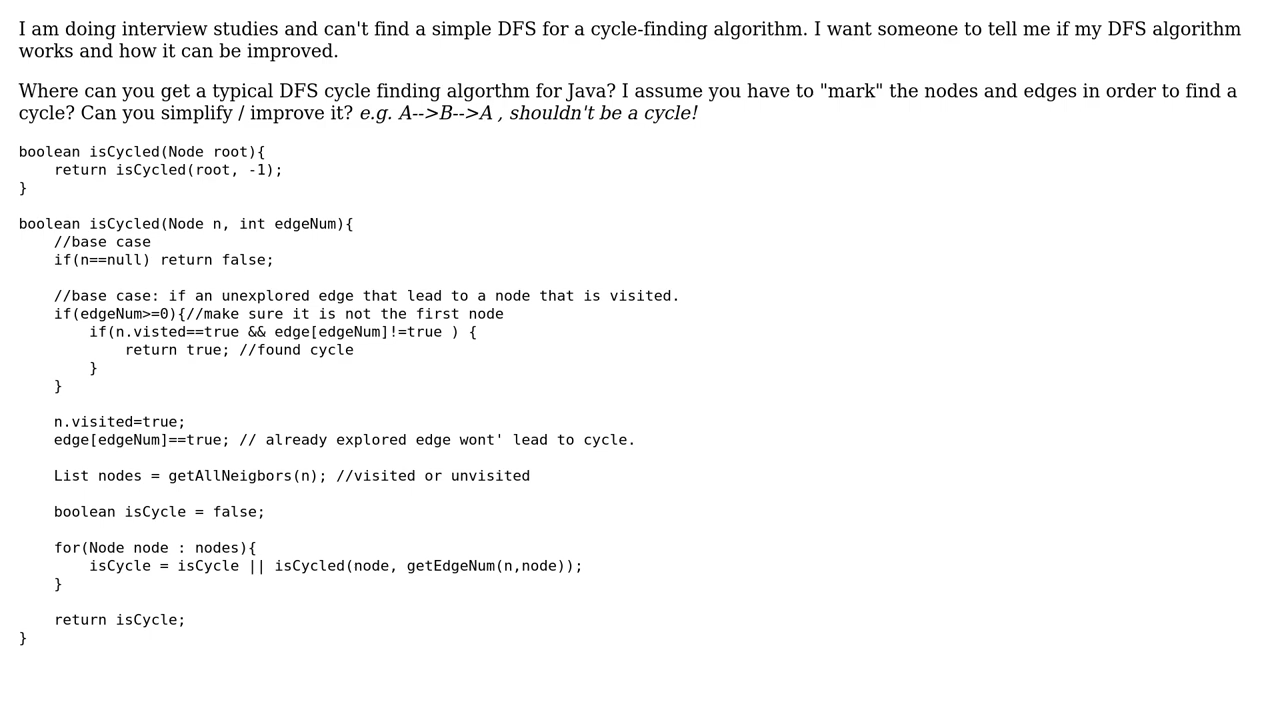 I am doing interview studies and can't find a simple DFS for a cycle-finding algorithm. I want someone to tell me if my DFS algorithm
works and how it can be improved.
Where can you get a typical DFS cycle finding algorthm for Java? I assume you have to "mark" the nodes and edges in order to find a
cycle? Can you simplify / improve it? e.g. A-->B-->A , shouldn't be a cycle!
boolean isCycled(Node root){
    return isCycled(root, -1);
}
boolean isCycled(Node n, int edgeNum){
    //base case
    if(n==null) return false;
    //base case: if an unexplored edge that lead to a node that is visited.
    if(edgeNum>=0){//make sure it is not the first node
        if(n.visted==true && edge[edgeNum]!=true ) {
            return true; //found cycle
        }
    }
    n.visited=true;
    edge[edgeNum]==true; // already explored edge wont' lead to cycle.
    List nodes = getAllNeigbors(n); //visited or unvisited
    boolean isCycle = false;
    for(Node node : nodes){
        isCycle = isCycle || isCycled(node, getEdgeNum(n,node));
    }
    return isCycle;
}